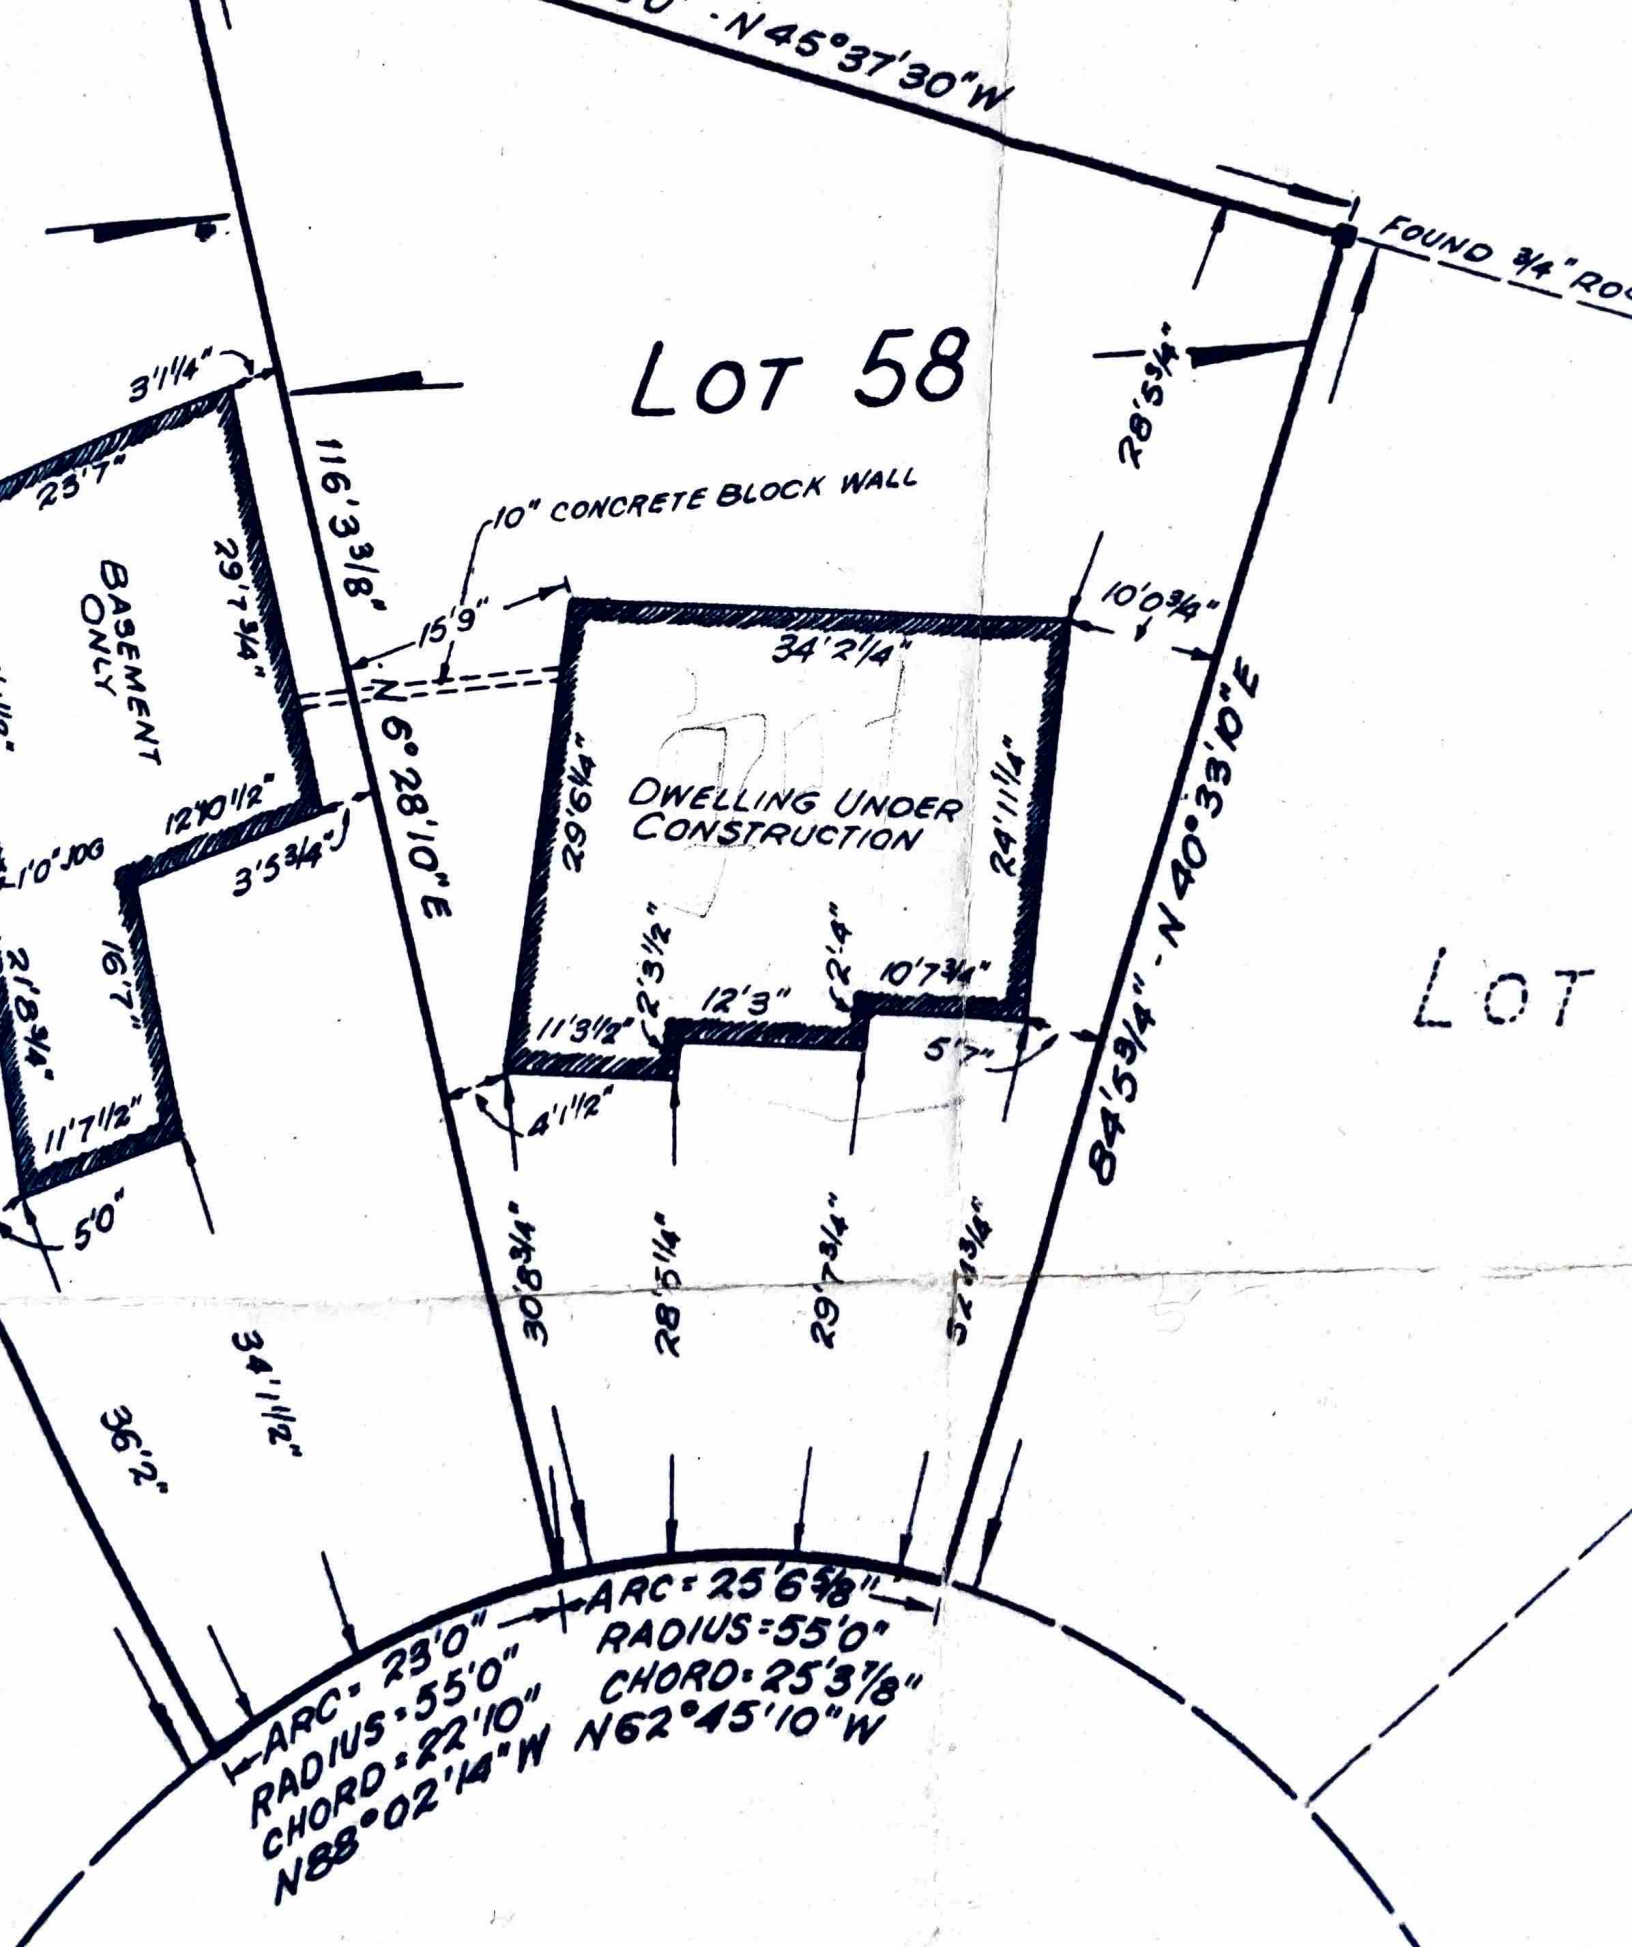 N45°37'30"W
FOUND 3/4" ROD
LOT 58
28'5 3/4"
3'1 1/4"
23'7"
116'3 3/8"
N 6°28'10"E
10" CONCRETE BLOCK WALL
BASEMENT
ONLY
29'7 3/4"
15'9"
10'0 3/4"
34'2 1/4"
29'6 1/4"
DWELLING UNDER
CONSTRUCTION
24'11 1/4"
84'5 3/4" - N 40°33'10"E
12'10 1/2"
3'5 3/4"
1'0" JOG
16'7"
21'8 3/4"
11'7 1/2"
5'0"
2'3 1/2"
2'4"
11'3 1/2"
12'3"
10'7 3/4"
5'7"
4'1 1/2"
LOT
30'8 3/4"
28'5 1/4"
29'7 3/4"
34'1 1/2"
36'2"
ARC= 23'0"
RADIUS=55'0"
CHORD=22'10"
N88°02'14"W
ARC= 25'6 5/8"
RADIUS=55'0"
CHORD=25'3 7/8"
N62°45'10"W